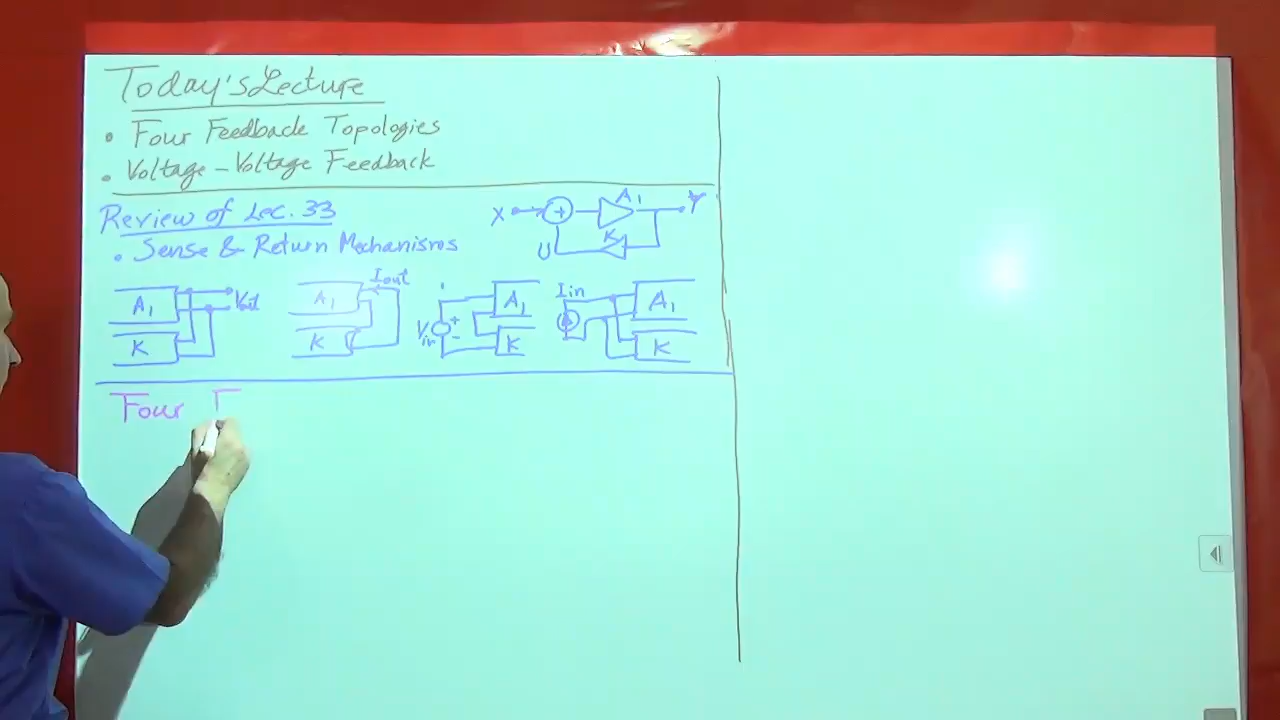 Today's Lecture
• Four Feedback Topologies
• Voltage - Voltage Feedback
Review of Lec. 33
• Sense & Return Mechanisms
X + A1 Y
K
U
A1 Vout
K
A1 Iout
K
Vin + - A1
K
Iin A1
K
Four F